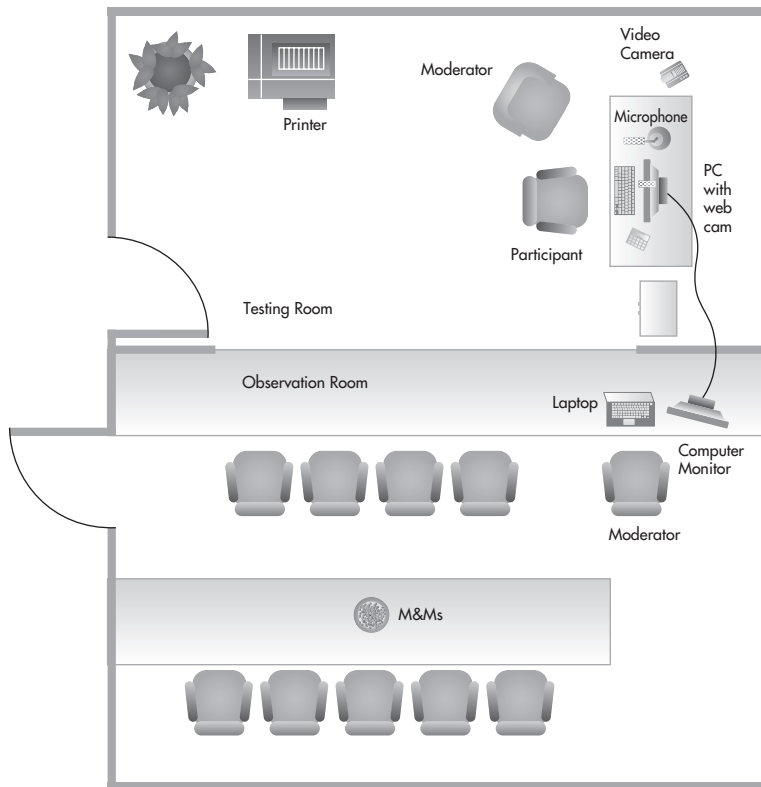 Video
Camera
Moderator
Printer
Microphone
PC
with
web
cam
Participant
Testing Room
Observation Room
Laptop
Computer
Monitor
Moderator
M&Ms